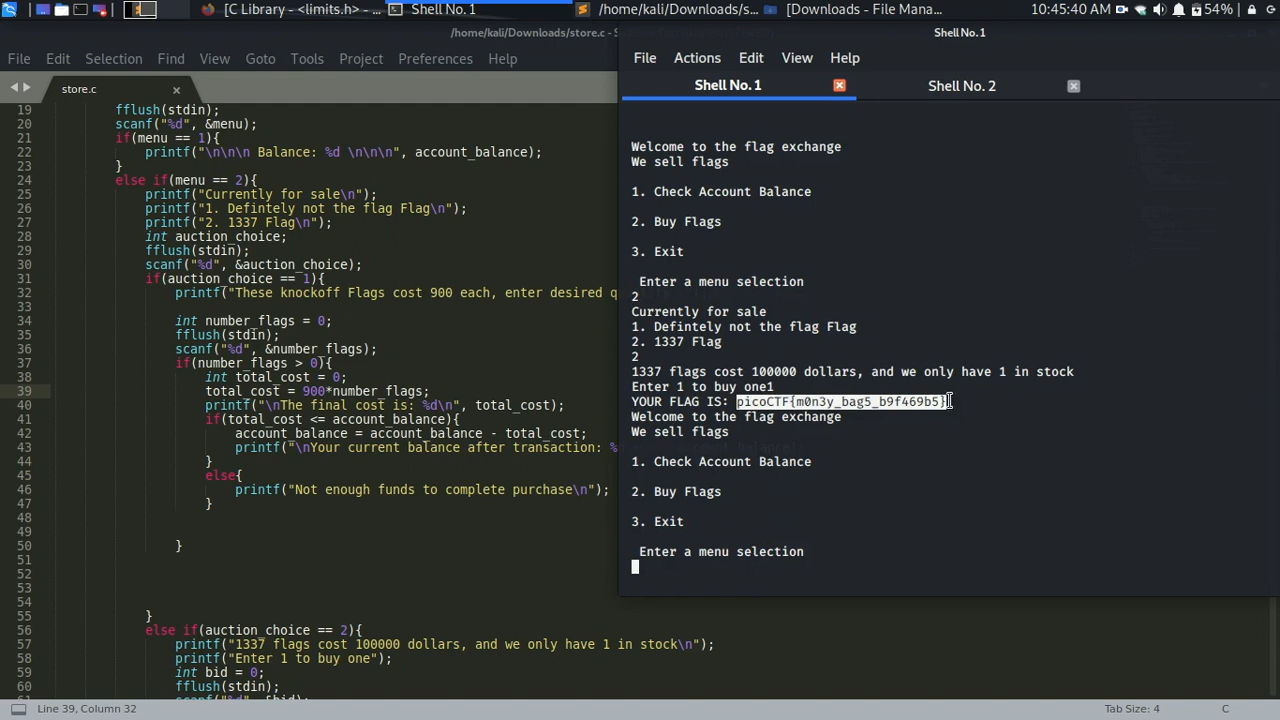 [C Library - <limits.h> -...
Shell No. 1
/home/kali/Downloads/s...
[Downloads - File Mana...
10:45:40 AM
54%
/home/kali/Downloads/store.c
File Edit Selection Find View Goto Tools Project Preferences Help
store.c
19 fflush(stdin);
20 scanf("%d", &menu);
21 if(menu == 1){
22 printf("\n\n\n Balance: %d \n\n\n", account_balance);
23 }
24 else if(menu == 2){
25 printf("Currently for sale\n");
26 printf("1. Defintely not the flag Flag\n");
27 printf("2. 1337 Flag\n");
28 int auction_choice;
29 fflush(stdin);
30 scanf("%d", &auction_choice);
31 if(auction_choice == 1){
32 printf("These knockoff Flags cost 900 each, enter desired q
34 int number_flags = 0;
35 fflush(stdin);
36 scanf("%d", &number_flags);
37 if(number_flags > 0){
38 int total_cost = 0;
39 total_cost = 900*number_flags;
40 printf("\nThe final cost is: %d\n", total_cost);
41 if(total_cost <= account_balance){
42 account_balance = account_balance - total_cost;
43 printf("\nYour current balance after transaction: %
44 }
45 else{
46 printf("Not enough funds to complete purchase\n");
47 }
48
49
50 }
51
52
53
54
55 }
56 else if(auction_choice == 2){
57 printf("1337 flags cost 100000 dollars, and we only have 1 in stock\n");
58 printf("Enter 1 to buy one");
59 int bid = 0;
60 fflush(stdin);
61 scanf("%d", &bid);
Line 39, Column 32
Tab Size: 4
C
Shell No.1
File Actions Edit View Help
Shell No. 1
Shell No. 2
Welcome to the flag exchange
We sell flags
1. Check Account Balance
2. Buy Flags
3. Exit
Enter a menu selection
2
Currently for sale
1. Defintely not the flag Flag
2. 1337 Flag
2
1337 flags cost 100000 dollars, and we only have 1 in stock
Enter 1 to buy one1
YOUR FLAG IS: picoCTF{m0n3y_bag5_b9f469b5}
Welcome to the flag exchange
We sell flags
1. Check Account Balance
2. Buy Flags
3. Exit
Enter a menu selection